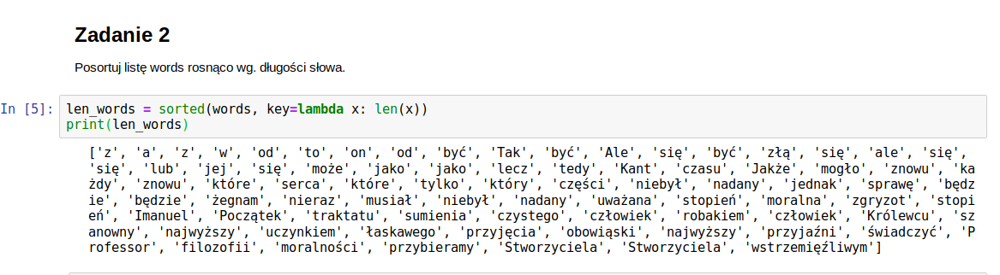 Zadanie 2
Posortuj listę words rosnąco wg. długości słowa.
In [5]: len_words = sorted(words, key=lambda x: len(x))
print(len_words)
['z', 'a', 'z', 'w', 'od', 'to', 'on', 'od', 'być', 'Tak', 'być', 'Ale', 'się', 'być', 'złą', 'się', 'ale', 'się',
'się', 'lub', 'jej', 'się', 'może', 'jako', 'jako', 'lecz', 'tedy', 'Kant', 'czasu', 'Jakże', 'mogło', 'znowu', 'ka
żdy', 'znowu', 'które', 'serca', 'które', 'tylko', 'który', 'części', 'niebył', 'nadany', 'jednak', 'sprawę', 'będz
ie', 'będzie', 'żegnam', 'nieraz', 'musiał', 'niebył', 'nadany', 'uważana', 'stopień', 'moralna', 'zgryzot', 'stopi
eń', 'Imanuel', 'Początek', 'traktatu', 'sumienia', 'czystego', 'człowiek', 'robakiem', 'człowiek', 'Królewcu', 'sz
anowny', 'najwyższy', 'uczynkiem', 'łaskawego', 'przyjęcia', 'obowiąski', 'najwyższy', 'przyjaźni', 'świadczyć', 'P
rofessor', 'filozofii', 'moralności', 'przybieramy', 'Stworzyciela', 'Stworzyciela', 'wstrzemięźliwym']